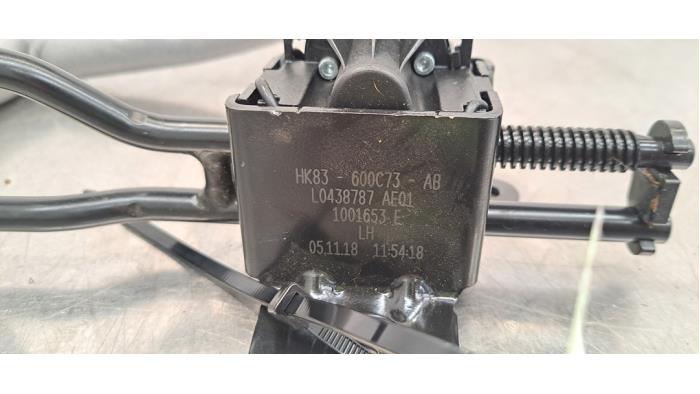 HK83 - 600C73 - AB
L0438787 AE01
1001653 E
LH
05.11.18 11:54:18